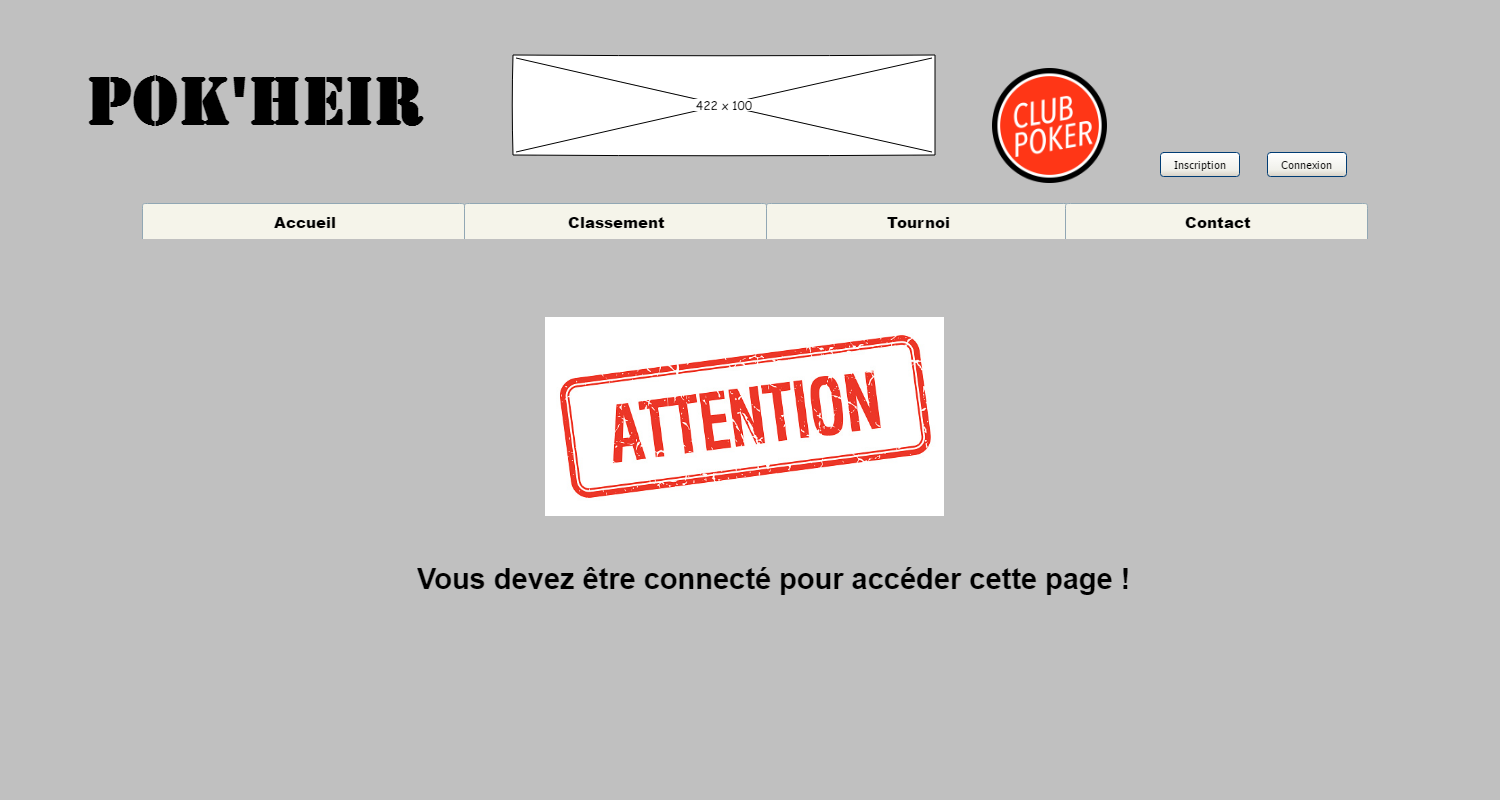 POK'HEIR
422 x 100
CLUB
POKER
Inscription
Connexion
Accueil
Classement
Tournoi
Contact
ATTENTION
Vous devez être connecté pour accéder cette page !